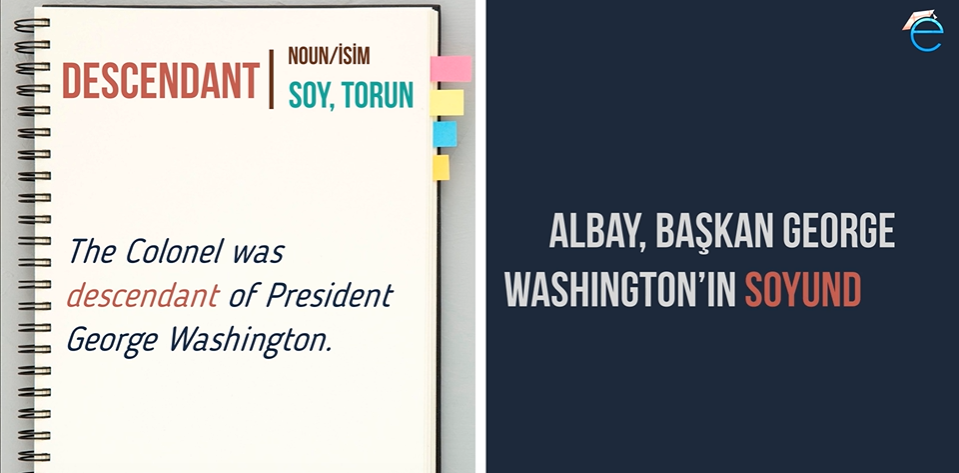 DESCENDANT
NOUN/İSİM
SOY, TORUN
The Colonel was
descendant of President
George Washington.
ALBAY, BAŞKAN GEORGE
WASHINGTON'IN SOYUND
e